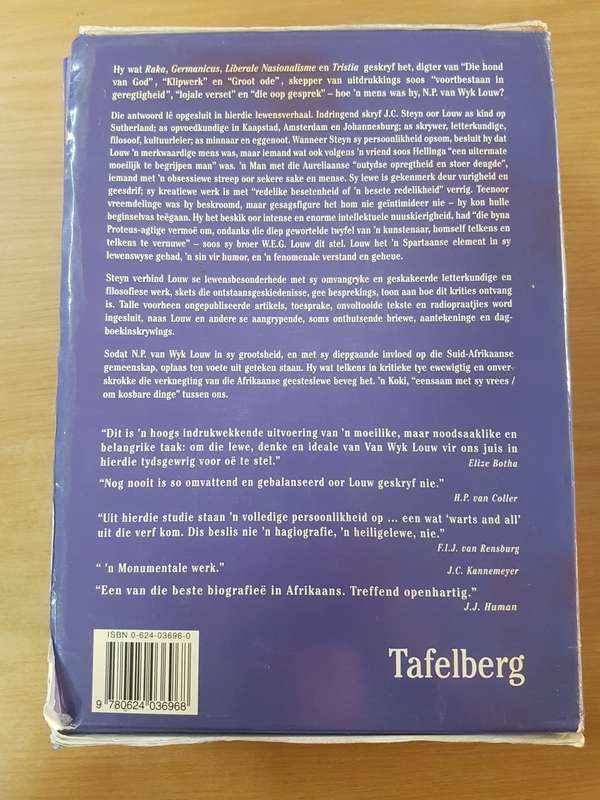 Hy wat Raka, Germanicus, Liberale Nasionalisme en Tristia geskryf het, digter van “Die hond
van God”, “Klipwerk” en “Groot ode”, skepper van uitdrukkings soos “voortbestaan in
geregtigheid”, “lojale verset” en “die oop gesprek” – hoe 'n mens was hy, N.P. van Wyk Louw?
Die antwoord lê opgesluit in hierdie lewensverhaal. Indringend skryf J.C. Steyn oor Louw as kind op
Sutherland; as opvoedkundige in Kaapstad, Amsterdam en Johannesburg; as skrywer, letterkundige,
filosoof, kultuurleier; as minnaar en eggenoot. Wanneer Steyn sy persoonlikheid opsom, besluit hy dat
Louw 'n merkwaardige mens was, maar iemand wat ook volgens 'n vriend soos Hellinga “een uitermate
moeilijk te begrijpen man” was. 'n Man met die Aureliaanse “outydse opregtheid en stoer deugde”,
iemand met 'n obsessiewe streep oor sekere sake en mense. Sy lewe is gekenmerk deur vurigheid en
geesdrif; sy kreatiewe werk is met “redelike besetenheid of 'n besete redelikheid” verrig. Teenoor
vreemdelinge was hy beskroomd, maar gesagsfigure het hom nie geïntimideer nie – hy kon hulle
beginselvas teëgaan. Hy het beskik oor intense en enorme intellektuele nuuskierigheid, had “die byna
Proteus-agtige vermoë om, ondanks die diep gewortelde twyfel van 'n kunstenaar, homself telkens en
telkens te vernuwe” – soos sy broer W.E.G. Louw dit stel. Louw het 'n Spartaanse element in sy
lewenswyse gehad, 'n sin vir humor, en 'n fenomenale verstand en geheue.
Steyn verbind Louw se lewensbesonderhede met sy omvangryke en geskakeerde letterkundige en
filosofiese werk, skets die ontstaansgeskiedenis, gee besprekings, toon aan hoe dit krities ontvang
is. Talle voorheen ongepubliseerde artikels, toesprake, onvoltooide tekste en radiopraatjies word
ingesluit, naas Louw en andere se aangrypende, soms onthutsende briewe, aantekeninge en dag-
boekinskrywings.
Sodat N.P. van Wyk Louw in sy grootsheid, en met sy diepgaande invloed op die Suid-Afrikaanse
gemeenskap, oplaas ten voete uit geteken staan. Hy wat telkens in kritieke tye ewewigtig en onver-
skrokke die verknegting van die Afrikaanse geesteslewe beveg het. 'n Koki, “eensaam met sy vrees /
om kosbare dinge” tussen ons.
“Dit is 'n hoogs indrukwekkende uitvoering van 'n moeilike, maar noodsaaklike en
belangrike taak: om die lewe, denke en ideale van Van Wyk Louw vir ons juis in
hierdie tydsgewrig voor oë te stel.”
Elize Botha
“Nog nooit is so omvattend en gebalanseerd oor Louw geskryf nie.”
H.P. van Coller
“Uit hierdie studie staan 'n volledige persoonlikheid op ... een wat ‘warts and all’
uit die verf kom. Dis beslis nie 'n hagiografie, 'n heiligelewe, nie.”
F.I.J. van Rensburg
“ 'n Monumentale werk.” J.C. Kannemeyer
“Een van die beste biografieë in Afrikaans. Treffend openhartig.”
J.J. Human
ISBN 0-624-03696-0
9 780624 036968
Tafelberg